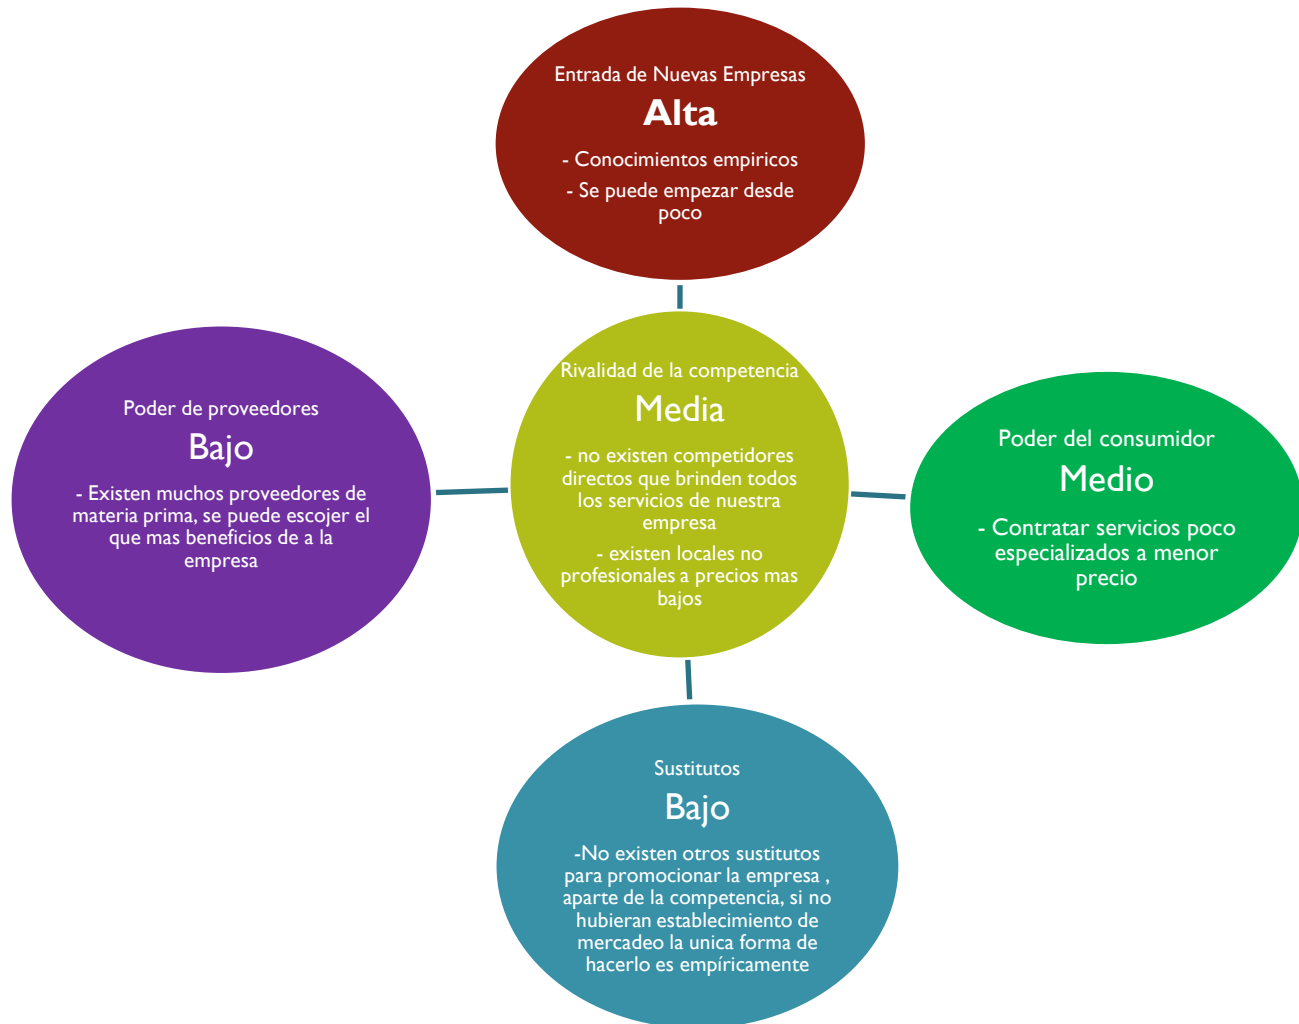 Entrada de Nuevas Empresas
Alta
- Conocimientos empiricos
- Se puede empezar desde
poco
Rivalidad de la competencia
Media
- no existen competidores
directos que brinden todos
los servicios de nuestra
empresa
- existen locales no
profesionales a precios mas
bajos
Poder de proveedores
Bajo
- Existen muchos proveedores de
materia prima, se puede escojer el
que mas beneficios de a la
empresa
Poder del consumidor
Medio
- Contratar servicios poco
especializados a menor
precio
Sustitutos
Bajo
-No existen otros sustitutos
para promocionar la empresa ,
aparte de la competencia, si no
hubieran establecimiento de
mercadeo la unica forma de
hacerlo es empíricamente